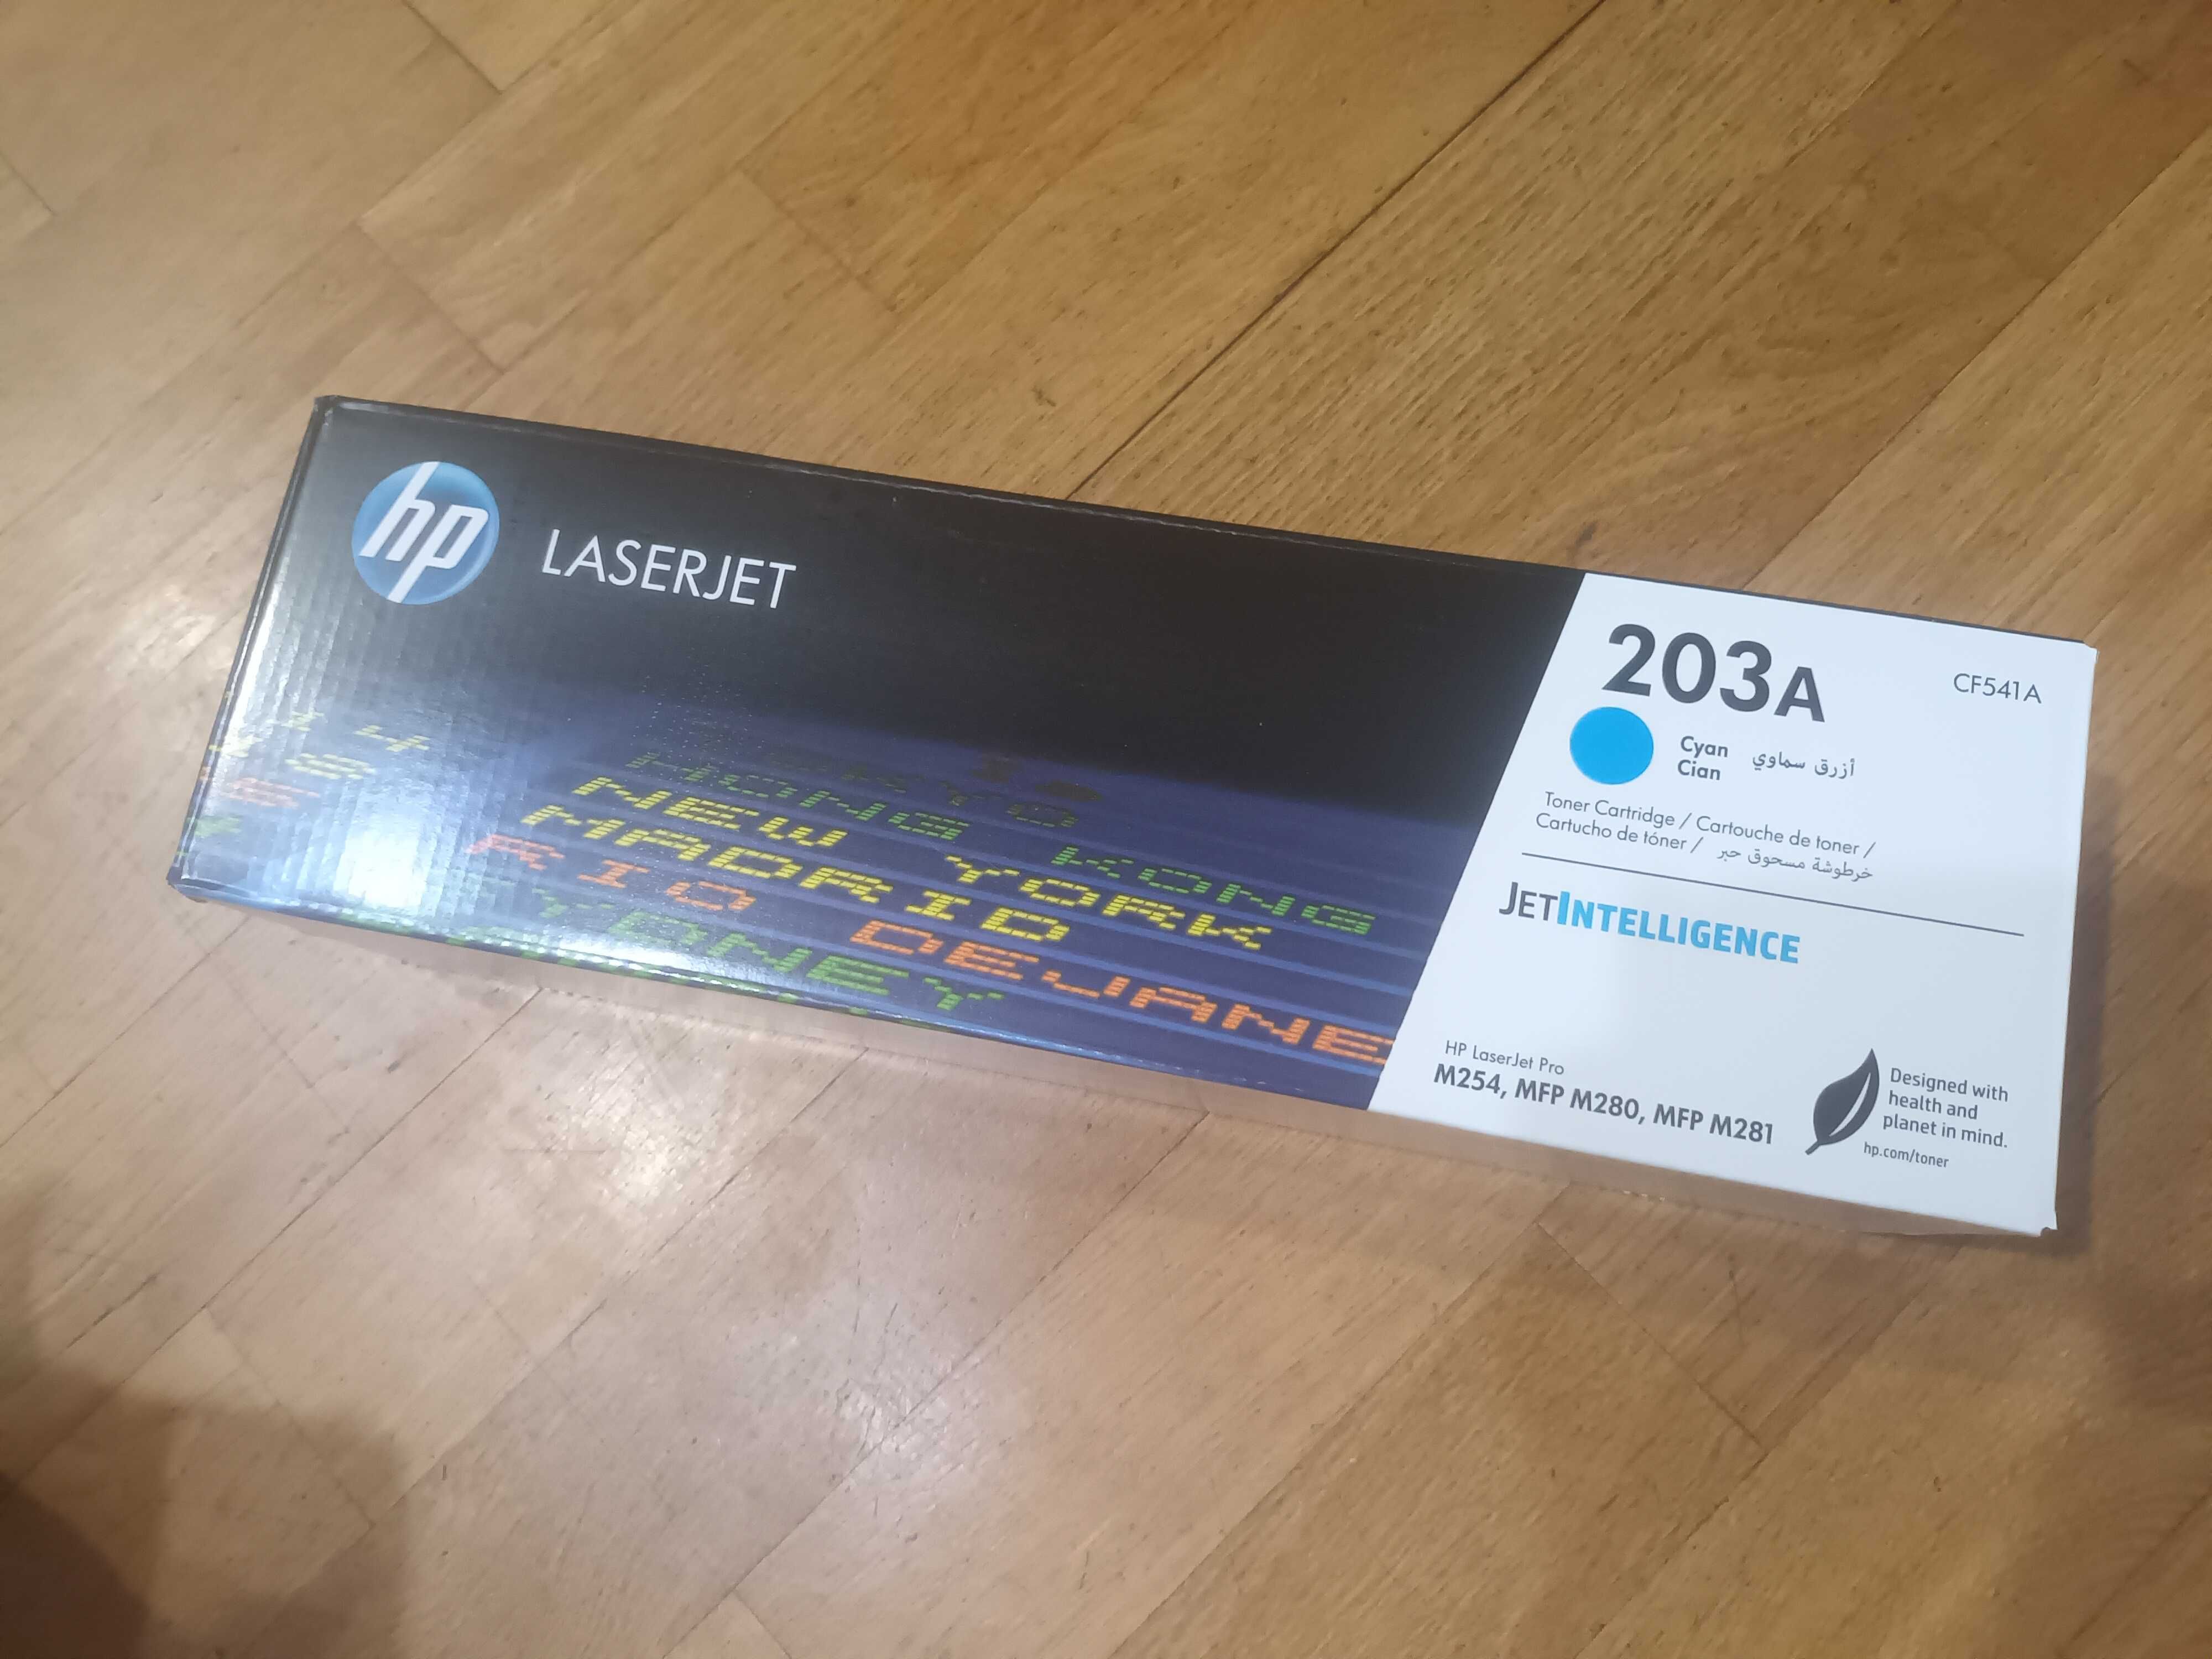 hp
LASERJET
HONG KONG
NEW YORK
MADRID
RIO DEJANE
YDNEY
203A
CF541A
Cyan أزرق سماوي
Cian
Toner Cartridge / Cartouche de toner /
Cartucho de tóner / خرطوشة مسحوق حبر
JETINTELLIGENCE
HP LaserJet Pro
M254, MFP M280, MFP M281
Designed with
health and
planet in mind.
hp.com/toner